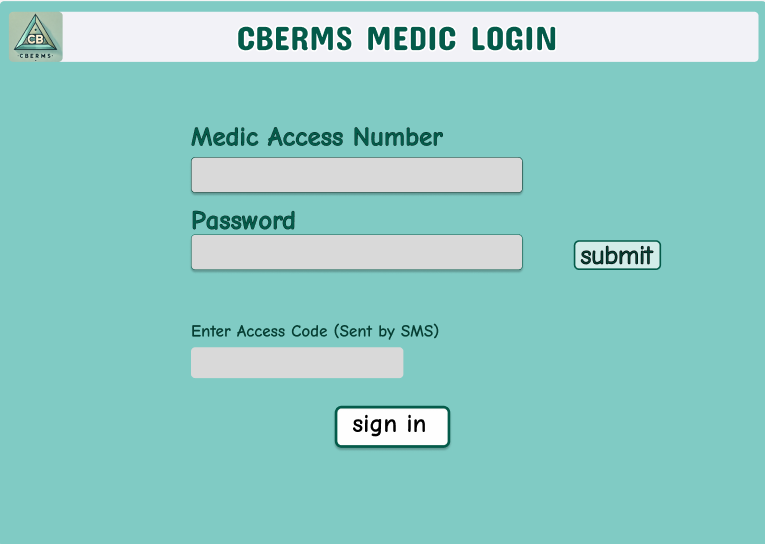 CB
CBERMS
CBERMS MEDIC LOGIN
Medic Access Number
Password
submit
Enter Access Code (Sent by SMS)
sign in